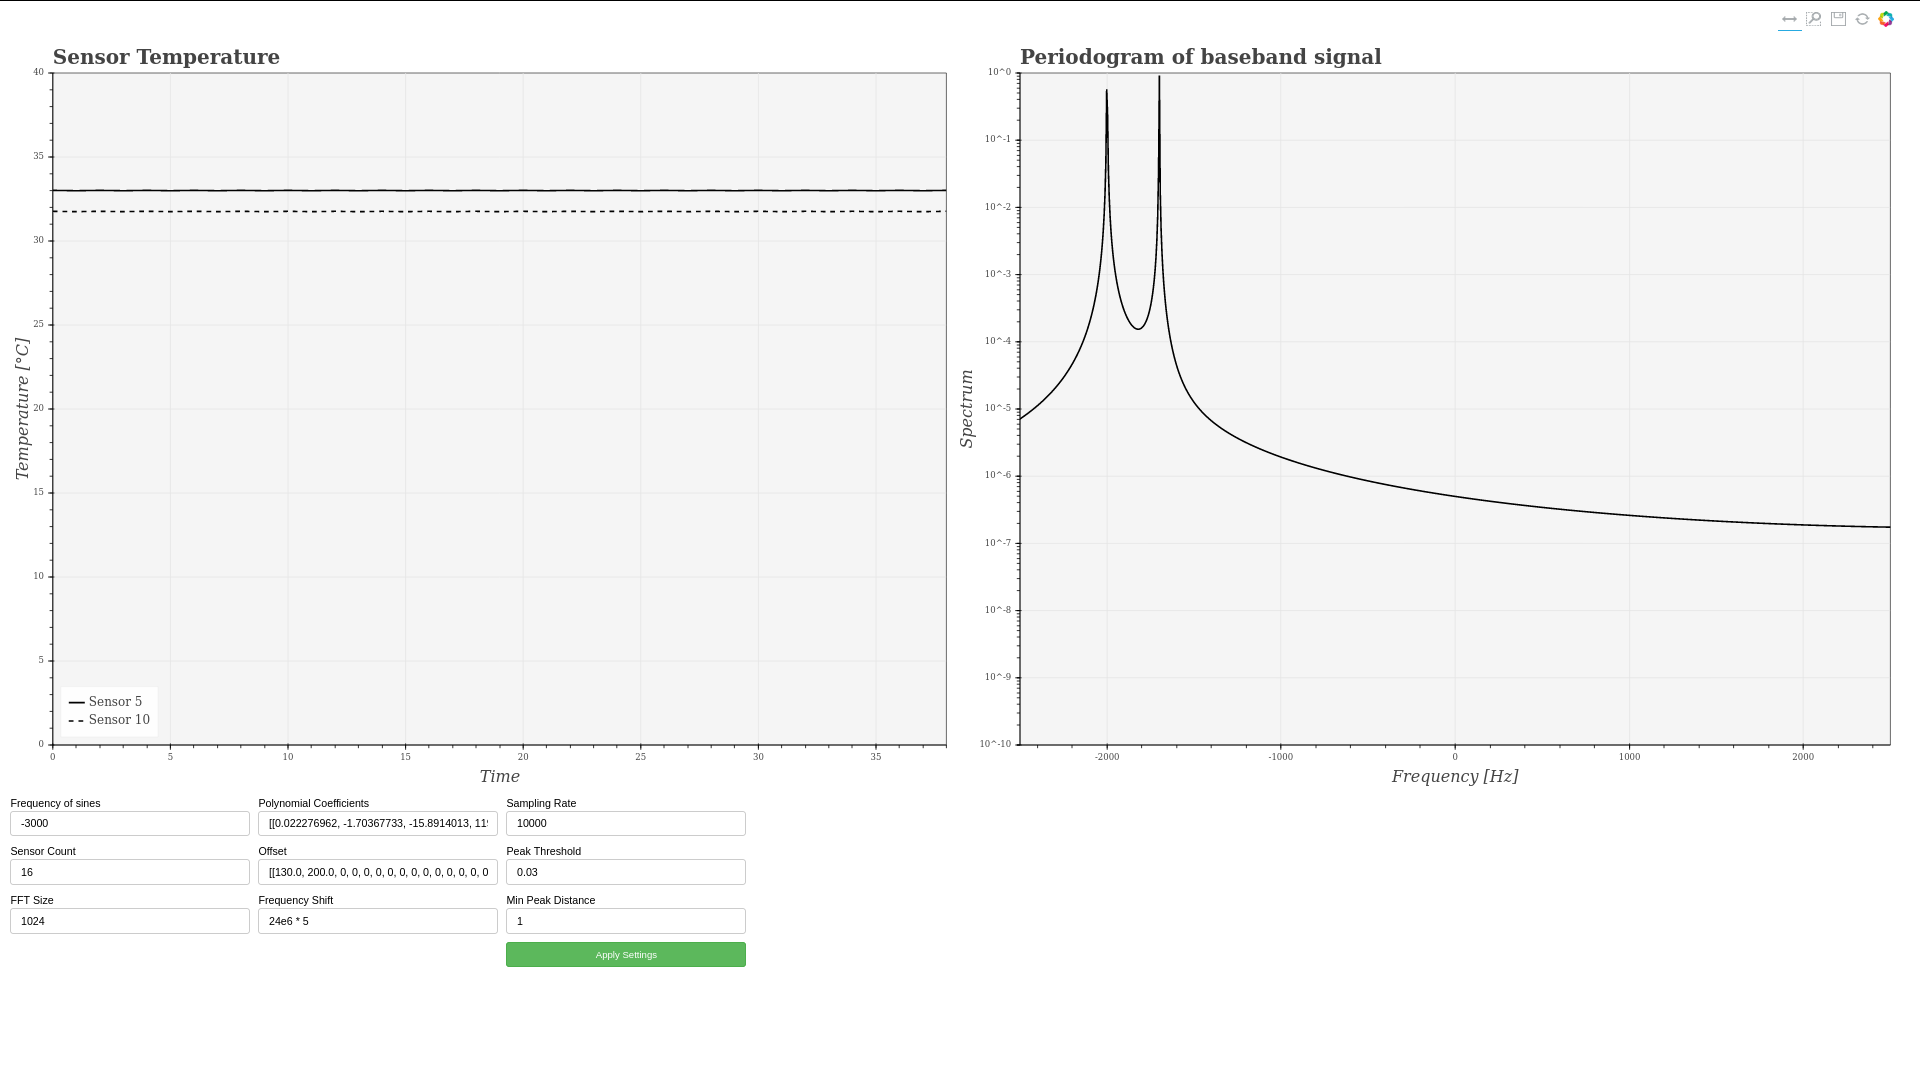 Sensor Temperature
40
35
30
25
20
15
10
5
0
Temperature [°C]
Sensor 5
Sensor 10
0 5 10 15 20 25 30 35
Time
Periodogram of baseband signal
10^0
10^-1
10^-2
10^-3
10^-4
10^-5
10^-6
10^-7
10^-8
10^-9
10^-10
Spectrum
-2000 -1000 0 1000 2000
Frequency [Hz]
Frequency of sines Polynomial Coefficients Sampling Rate
-3000 [[0.022276962, -1.70367733, -15.8914013, 11 10000
Sensor Count Offset Peak Threshold
16 [[130.0, 200.0, 0, 0, 0, 0, 0, 0, 0, 0, 0, 0, 0, 0, 0 0.03
FFT Size Frequency Shift Min Peak Distance
1024 24e6 * 5 1
Apply Settings